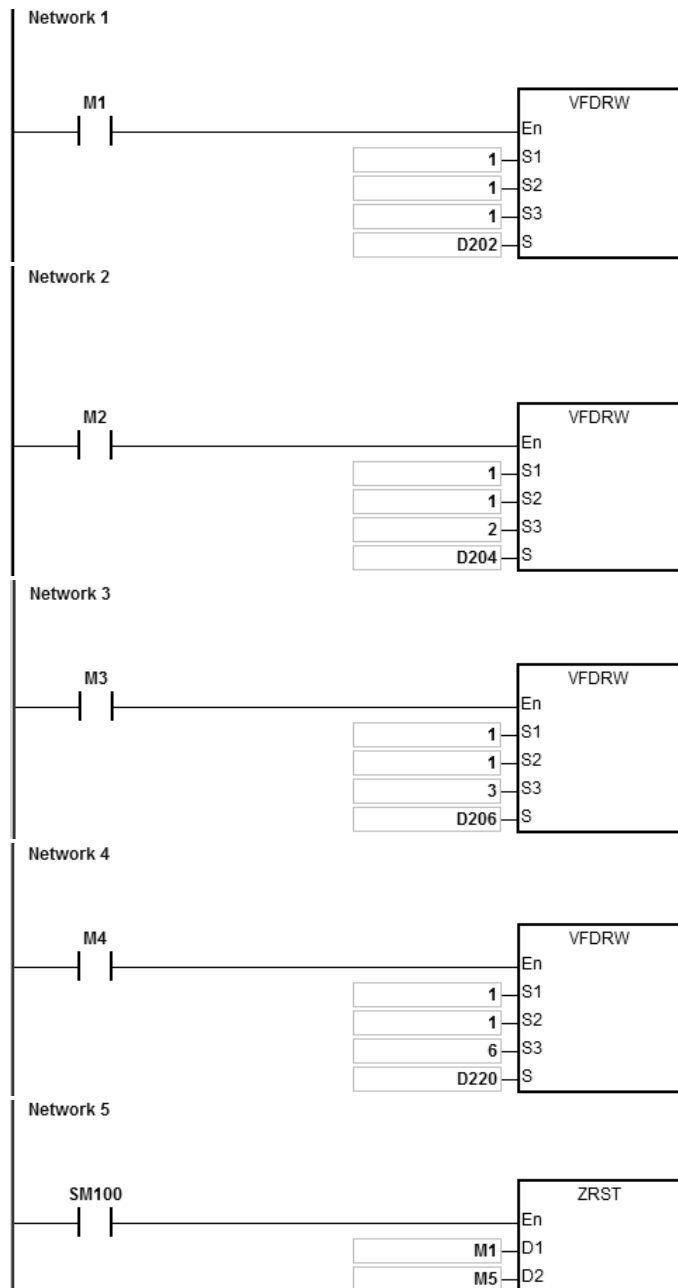 Network 1
M1
VFDRW
En
1 S1
1 S2
1 S3
D202 S
Network 2
M2
VFDRW
En
1 S1
1 S2
2 S3
D204 S
Network 3
M3
VFDRW
En
1 S1
1 S2
3 S3
D206 S
Network 4
M4
VFDRW
En
1 S1
1 S2
6 S3
D220 S
Network 5
SM100
ZRST
En
M1 D1
M5 D2